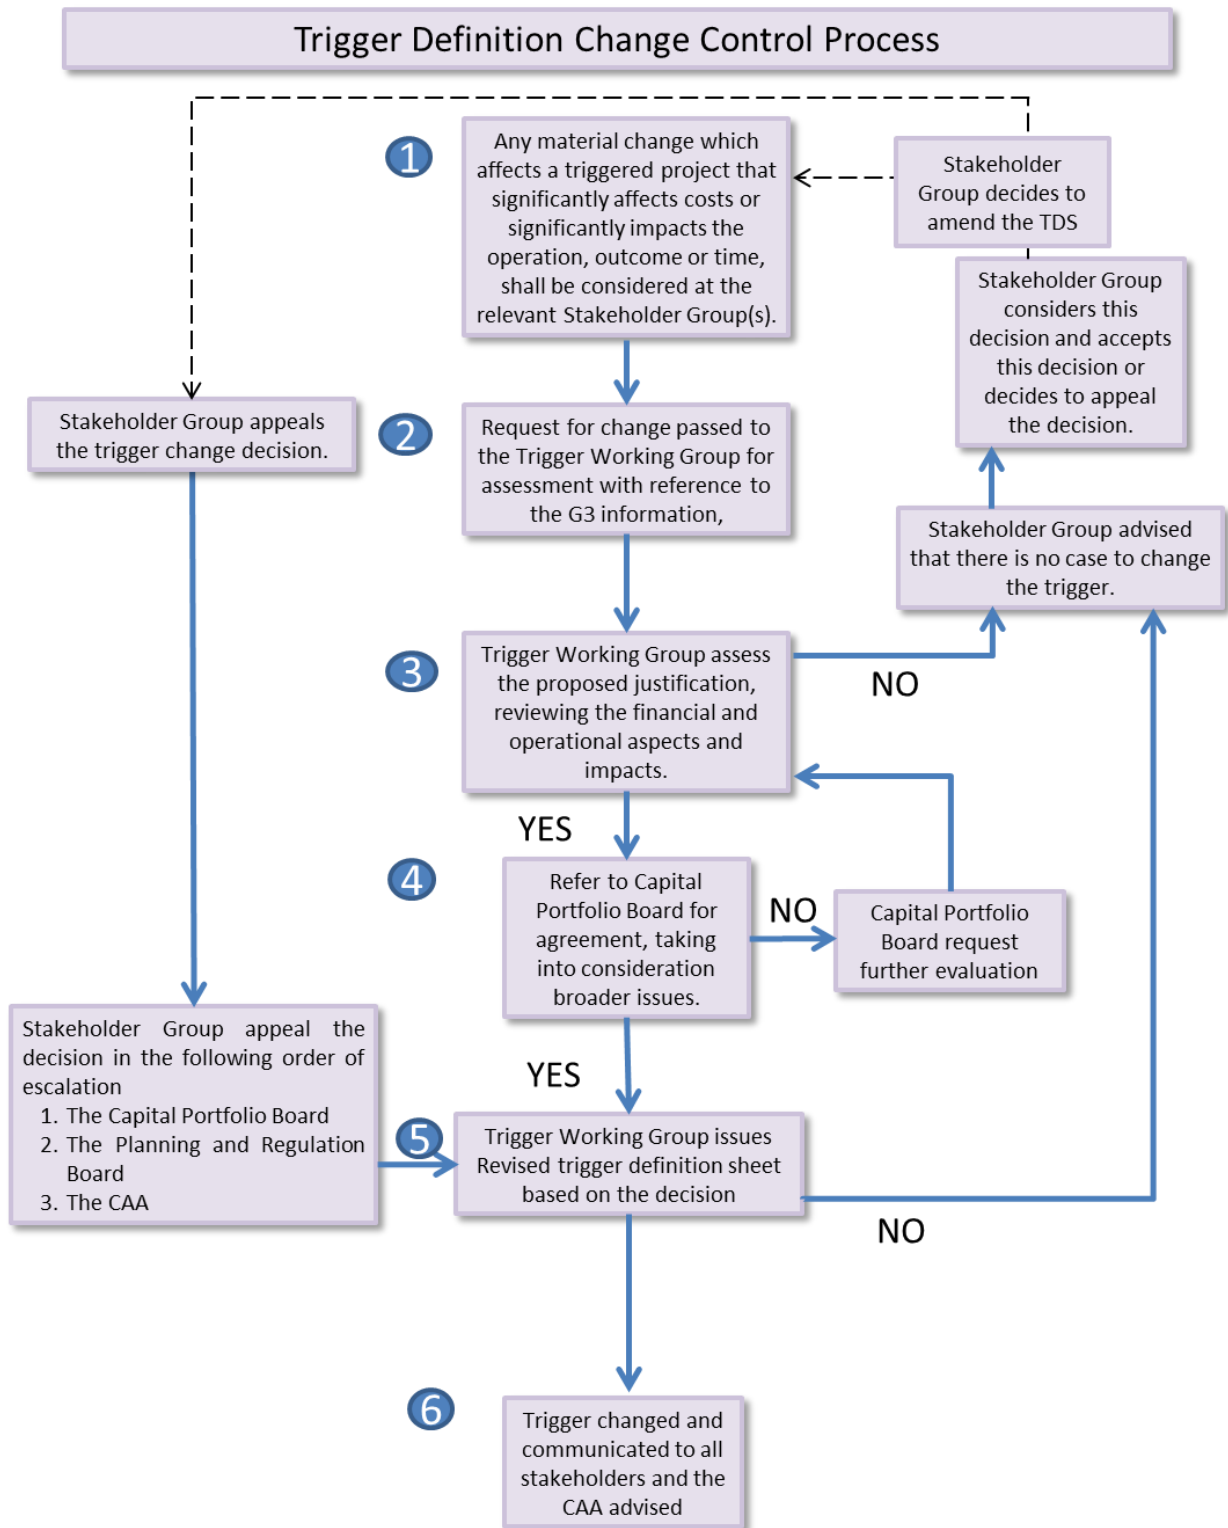 Trigger Definition Change Control Process
1
Any material change which
affects a triggered project that
significantly affects costs or
significantly impacts the
operation, outcome or time,
shall be considered at the
relevant Stakeholder Group(s).
Stakeholder
Group decides to
amend the TDS
Stakeholder Group
considers this
decision and accepts
this decision or
decides to appeal
the decision.
Stakeholder Group appeals
the trigger change decision.
2
Request for change passed to
the Trigger Working Group for
assessment with reference to
the G3 information,
Stakeholder Group advised
that there is no case to change
the trigger.
3
Trigger Working Group assess
the proposed justification,
reviewing the financial and
operational aspects and
impacts.
NO
YES
4
Refer to Capital
Portfolio Board for
agreement, taking
into consideration
broader issues.
NO
Capital Portfolio
Board request
further evaluation
YES
Stakeholder Group appeal the
decision in the following order of
escalation
1. The Capital Portfolio Board
2. The Planning and Regulation
Board
3. The CAA
5
Trigger Working Group issues
Revised trigger definition sheet
based on the decision
NO
6
Trigger changed and
communicated to all
stakeholders and the
CAA advised